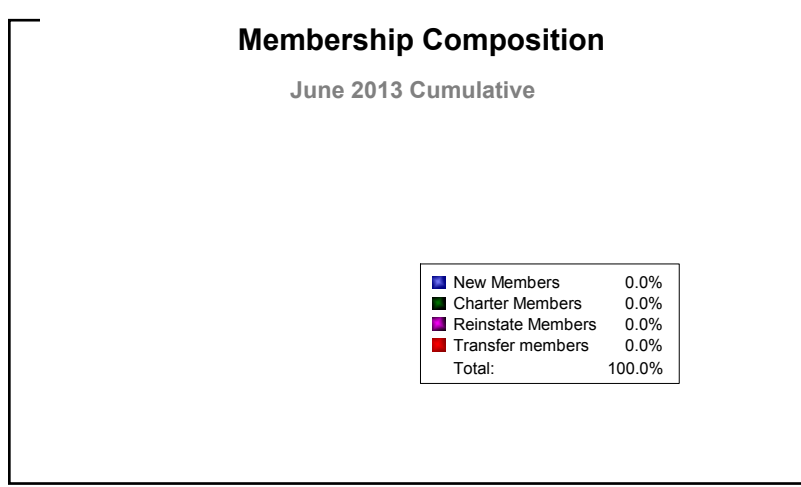 Membership Composition
June 2013 Cumulative
New Members 0.0%
Charter Members 0.0%
Reinstate Members 0.0%
Transfer members 0.0%
Total: 100.0%